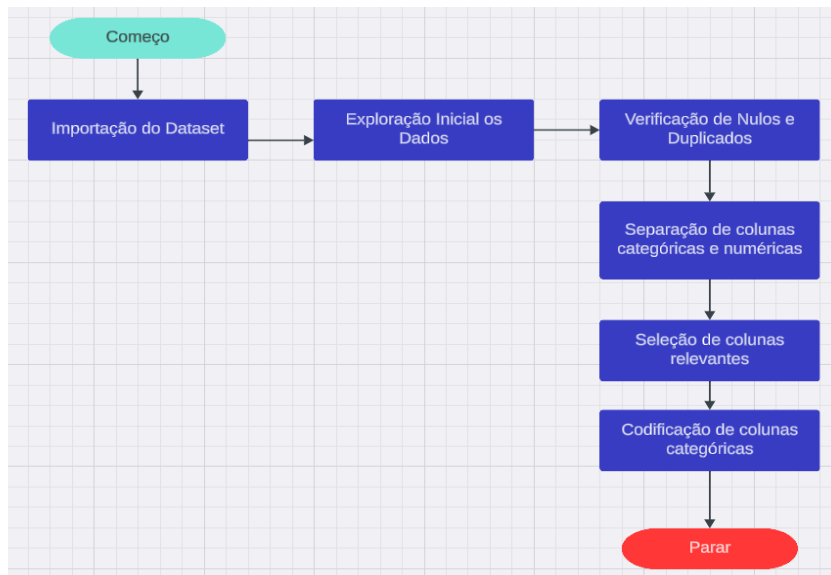 Começo
Importação do Dataset
Exploração Inicial os
Dados
Verificação de Nulos e
Duplicados
Separação de colunas
categóricas e numéricas
Seleção de colunas
relevantes
Codificação de colunas
categóricas
Parar